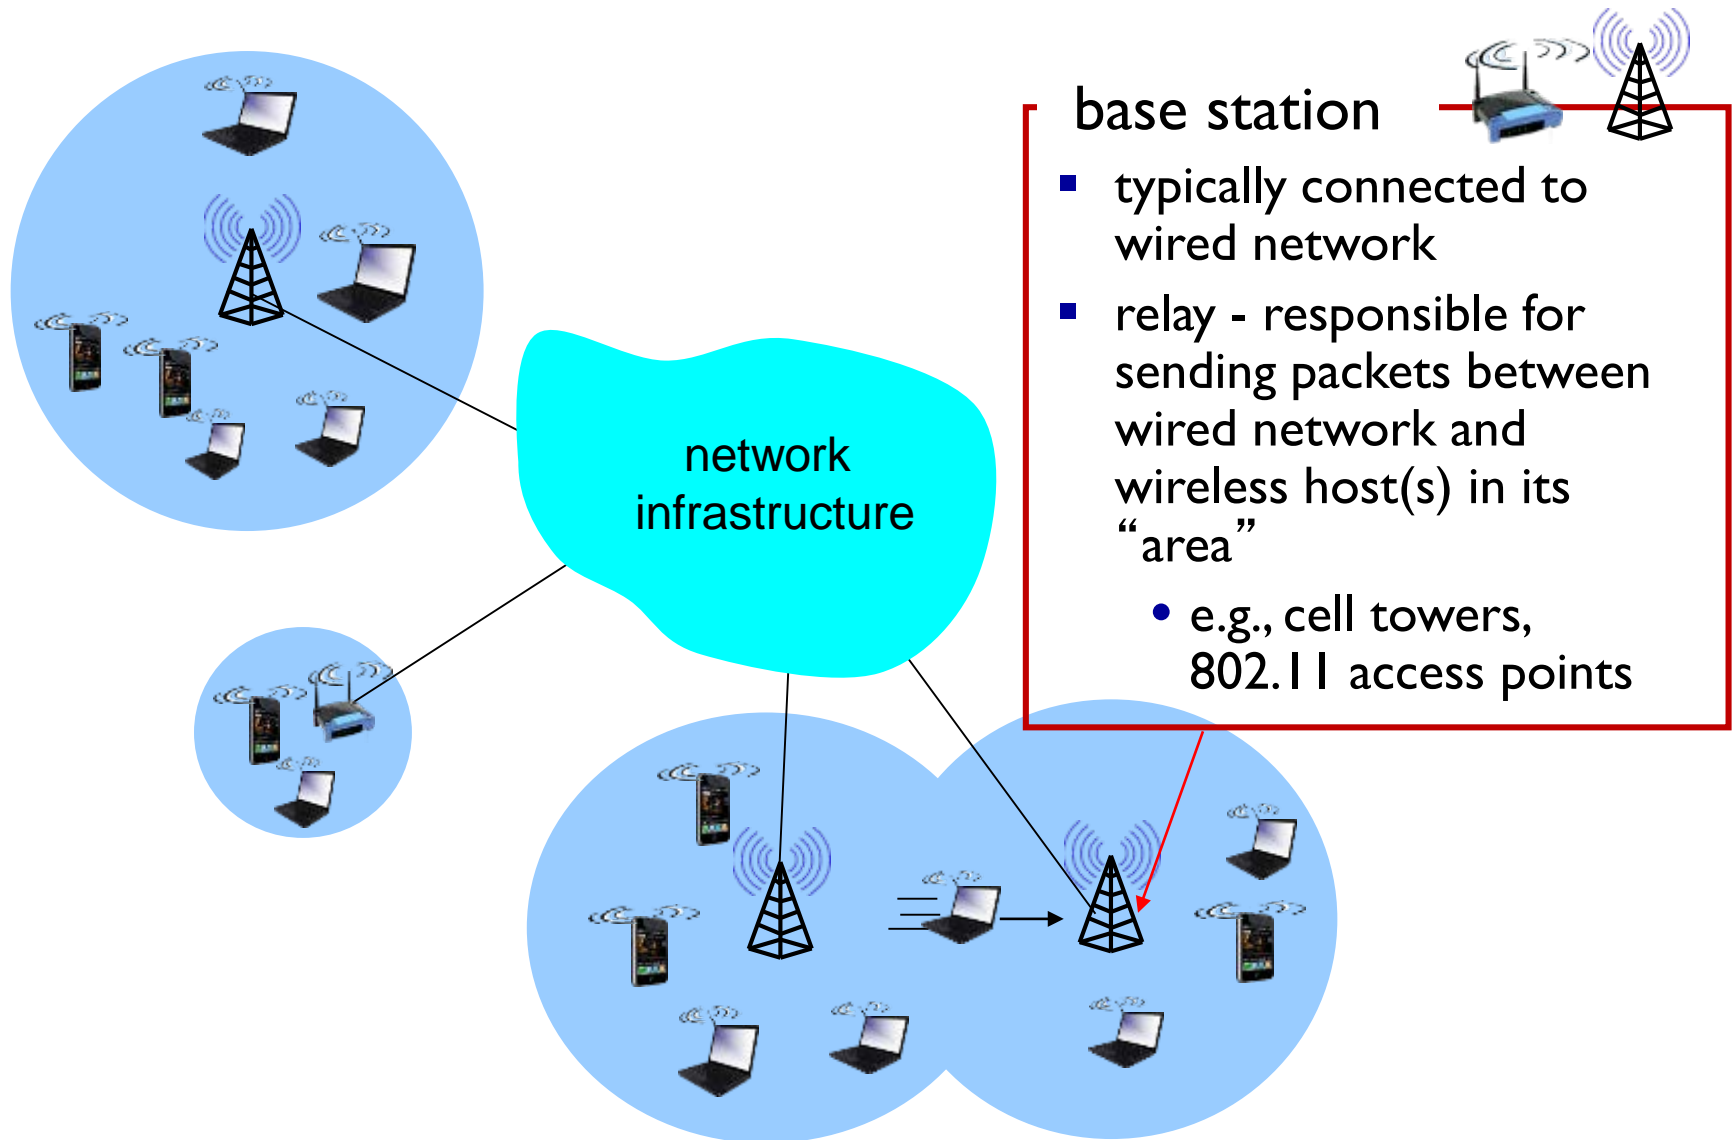 base station
typically connected to
wired network
relay - responsible for
sending packets between
wired network and
wireless host(s) in its
“area”
e.g., cell towers,
802.11 access points
network
infrastructure